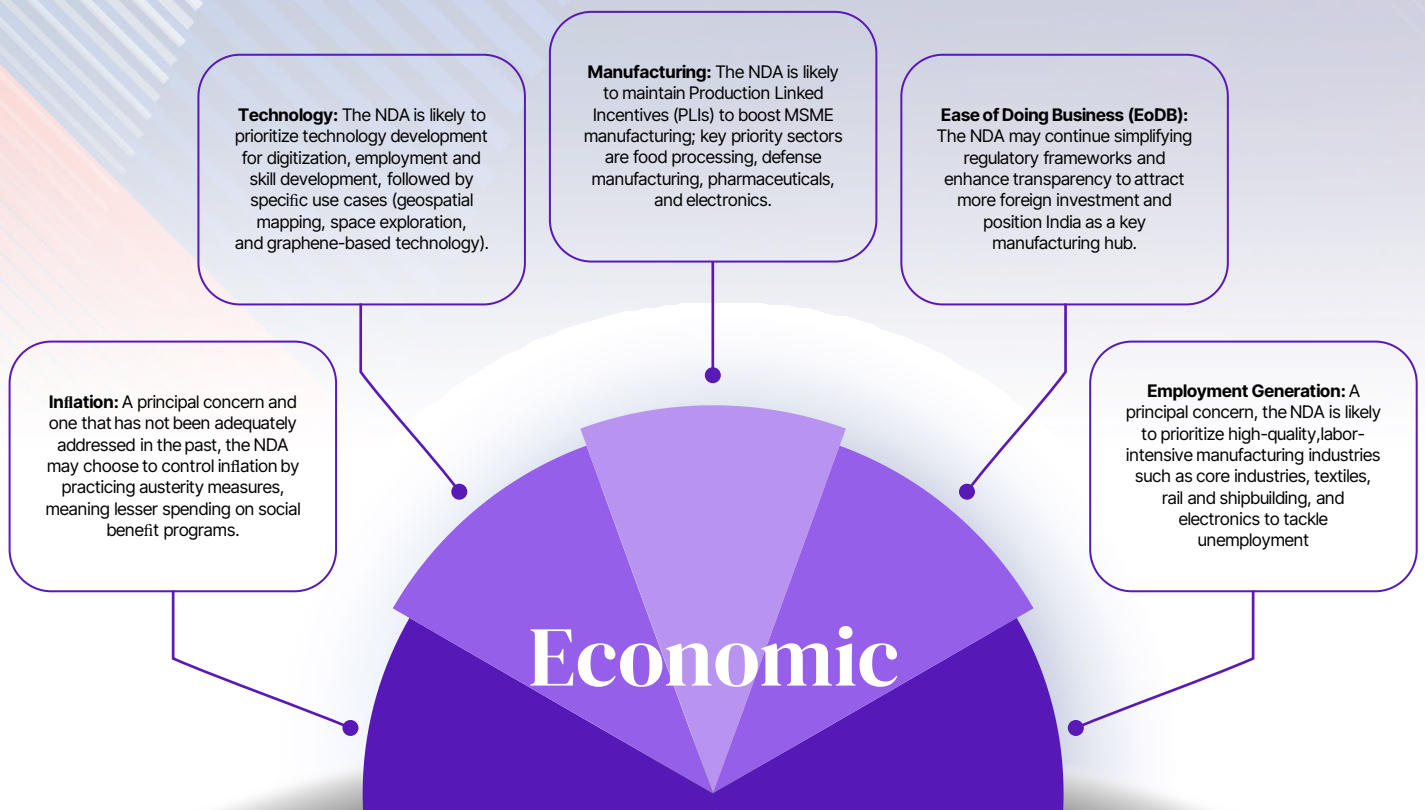 Manufacturing: The NDA is likely
to maintain Production Linked
Incentives (PLIs) to boost MSME
manufacturing; key priority sectors
are food processing, defense
manufacturing, pharmaceuticals,
and electronics.
Technology: The NDA is likely to
prioritize technology development
for digitization, employment and
skill development, followed by
specific use cases (geospatial
mapping, space exploration,
and graphene-based technology).
Ease of Doing Business (EoDB):
The NDA may continue simplifying
regulatory frameworks and
enhance transparency to attract
more foreign investment and
position India as a key
manufacturing hub.
Inflation: A principal concern and
one that has not been adequately
addressed in the past, the NDA
may choose to control inflation by
practicing austerity measures,
meaning lesser spending on social
benefit programs.
Employment Generation: A
principal concern, the NDA is likely
to prioritize high-quality,labor-
intensive manufacturing industries
such as core industries, textiles,
rail and shipbuilding, and
electronics to tackle
unemployment
Economic